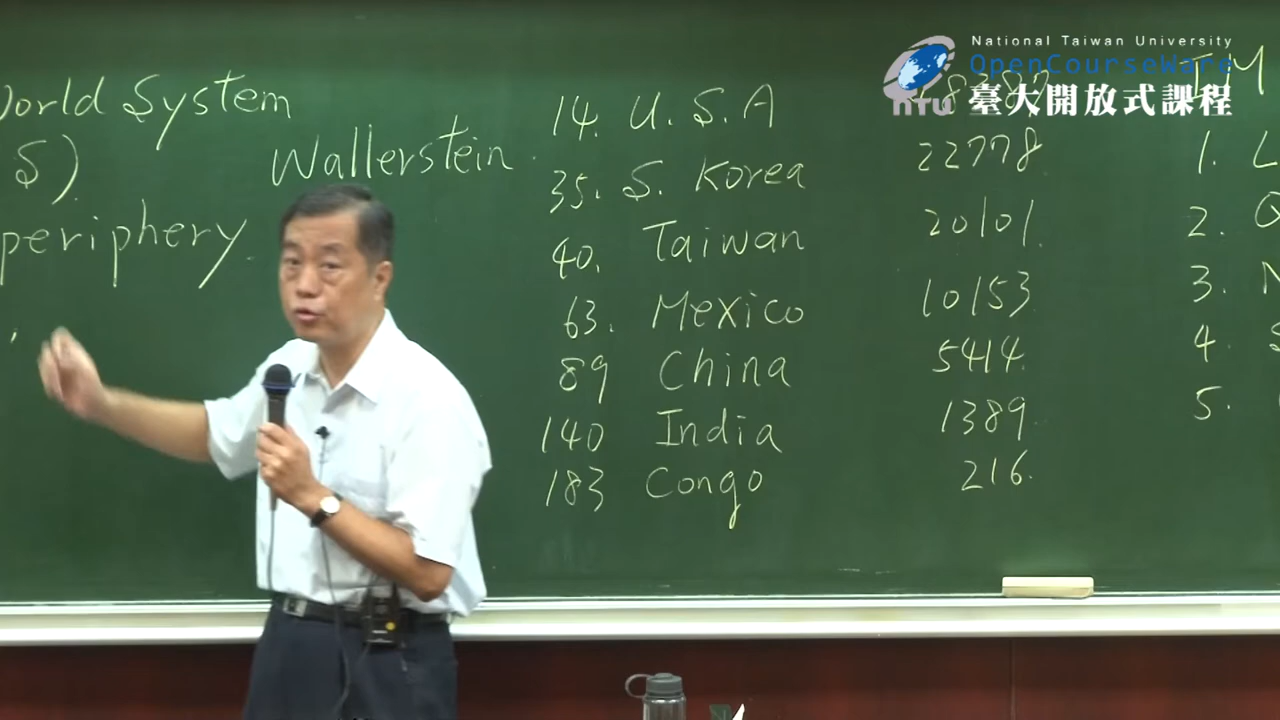 National Taiwan University
OpenCourseWare
臺大開放式課程
NTU
World System
S)
periphery
Wallerstein
14. U.S.A
35. S. Korea 22778
40. Taiwan 20101
63. Mexico 10153
89 China 5414
140 India 1389
183 Congo 216
1. L
2.
3. N
4.
5.